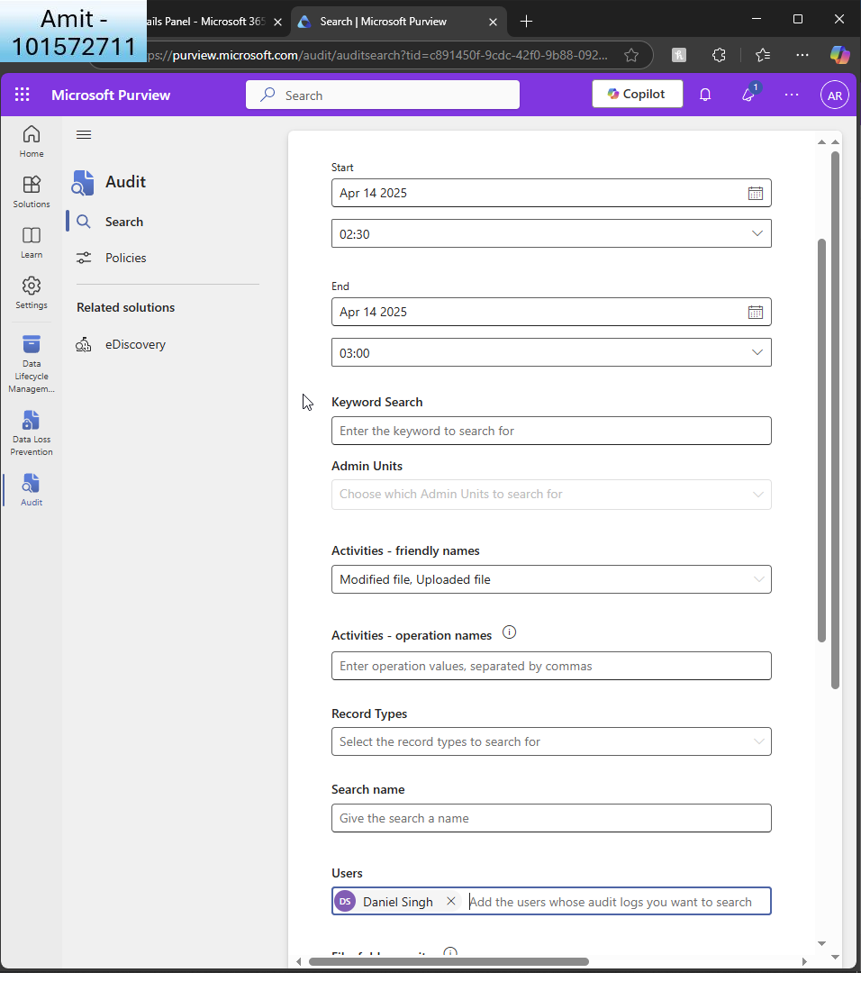 Amit -
101572711
ails Panel - Microsoft 365
Search | Microsoft Purview
ps://purview.microsoft.com/audit/auditsearch?tid=c891450f-9cdc-42f0-9b88-092...
Microsoft Purview
Search
Copilot
1
AR
Home
Solutions
Learn
Settings
Data
Lifecycle
Managem...
Data Loss
Prevention
Audit
Audit
Search
Policies
Related solutions
eDiscovery
Start
Apr 14 2025
02:30
End
Apr 14 2025
03:00
Keyword Search
Enter the keyword to search for
Admin Units
Choose which Admin Units to search for
Activities - friendly names
Modified file, Uploaded file
Activities - operation names
Enter operation values, separated by commas
Record Types
Select the record types to search for
Search name
Give the search a name
Users
DS Daniel Singh Add the users whose audit logs you want to search